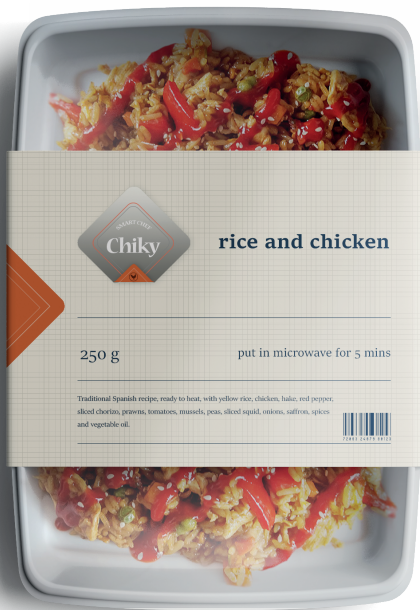 SMART CHEF
Chiky
rice and chicken
250 g
put in microwave for 5 mins
Traditional Spanish recipe, ready to heat, with yellow rice, chicken, hake, red pepper,
sliced chorizo, prawns, tomatoes, mussels, peas, sliced squid, onions, saffron, spices
and vegetable oil.